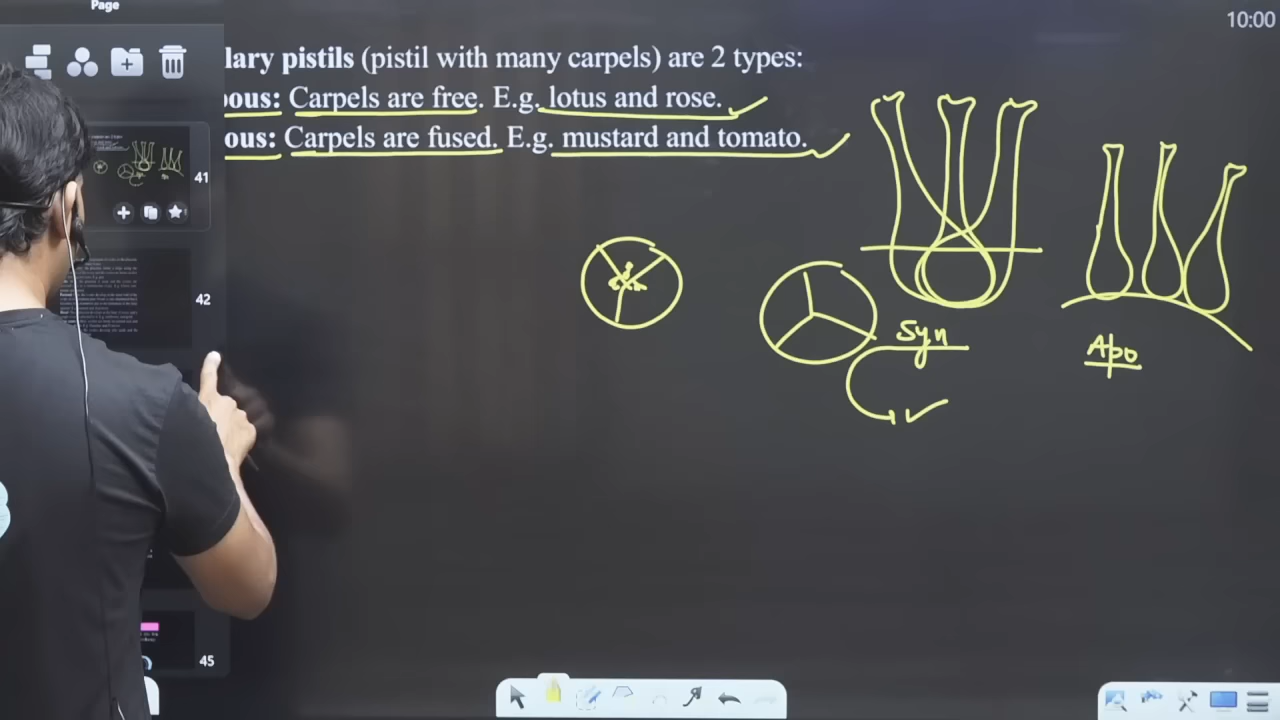 Page
10:00
lary pistils (pistil with many carpels) are 2 types:
ous: Carpels are free. E.g. lotus and rose.
ous: Carpels are fused. E.g. mustard and tomato.
41
42
Syn
Apo
45